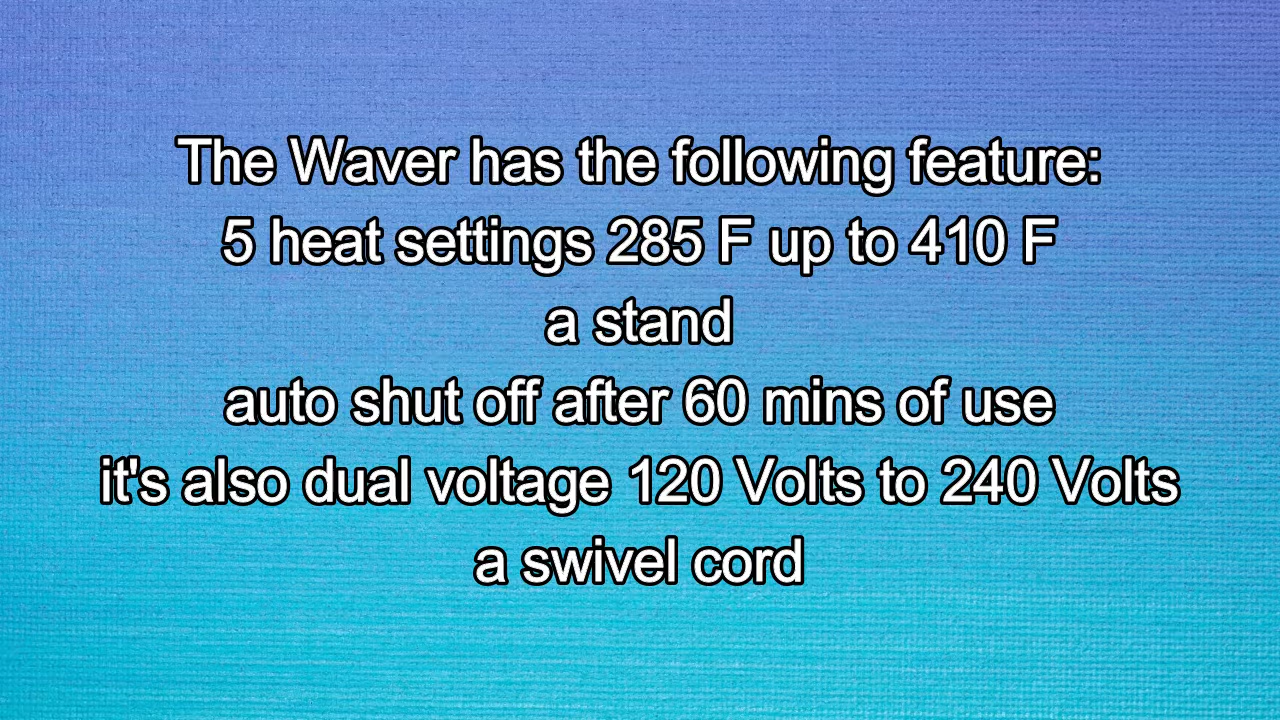 The Waver has the following feature:
5 heat settings 285 F up to 410 F
a stand
auto shut off after 60 mins of use
it's also dual voltage 120 Volts to 240 Volts
a swivel cord